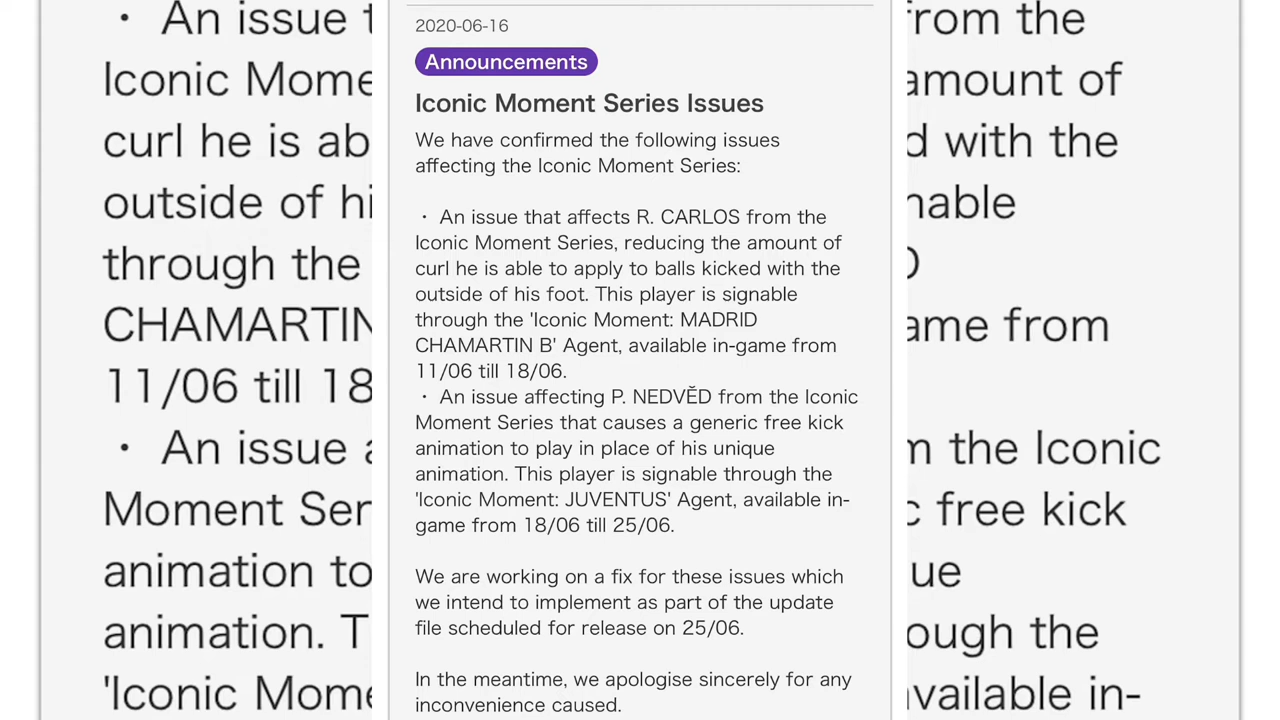 2020-06-16
Announcements
Iconic Moment Series Issues
We have confirmed the following issues
affecting the Iconic Moment Series:
・ An issue that affects R. CARLOS from the
Iconic Moment Series, reducing the amount of
curl he is able to apply to balls kicked with the
outside of his foot. This player is signable
through the 'Iconic Moment: MADRID
CHAMARTIN B' Agent, available in-game from
11/06 till 18/06.
・ An issue affecting P. NEDVĚD from the Iconic
Moment Series that causes a generic free kick
animation to play in place of his unique
animation. This player is signable through the
'Iconic Moment: JUVENTUS' Agent, available in-
game from 18/06 till 25/06.
We are working on a fix for these issues which
we intend to implement as part of the update
file scheduled for release on 25/06.
In the meantime, we apologise sincerely for any
inconvenience caused.